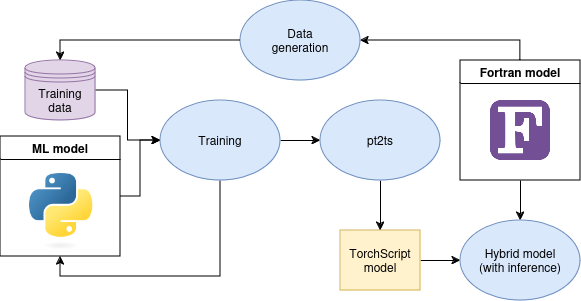 Data
generation
Fortran model
F
Training
data
ML model
Training
pt2ts
TorchScript
model
Hybrid model
(with inference)